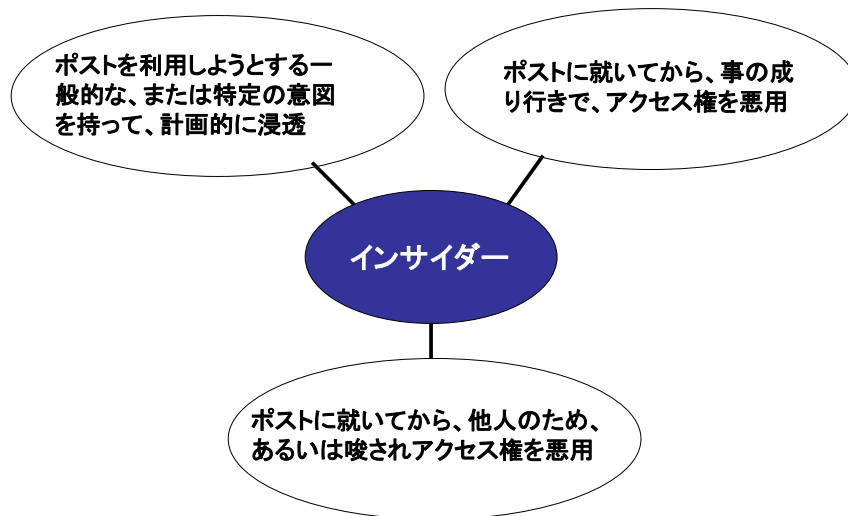 ポストを利用しようとする一
般的な、または特定の意図
を持って、計画的に浸透
ポストに就いてから、事の成
り行きで、アクセス権を悪用
インサイダー
ポストに就いてから、他人のため、
あるいは唆されアクセス権を悪用